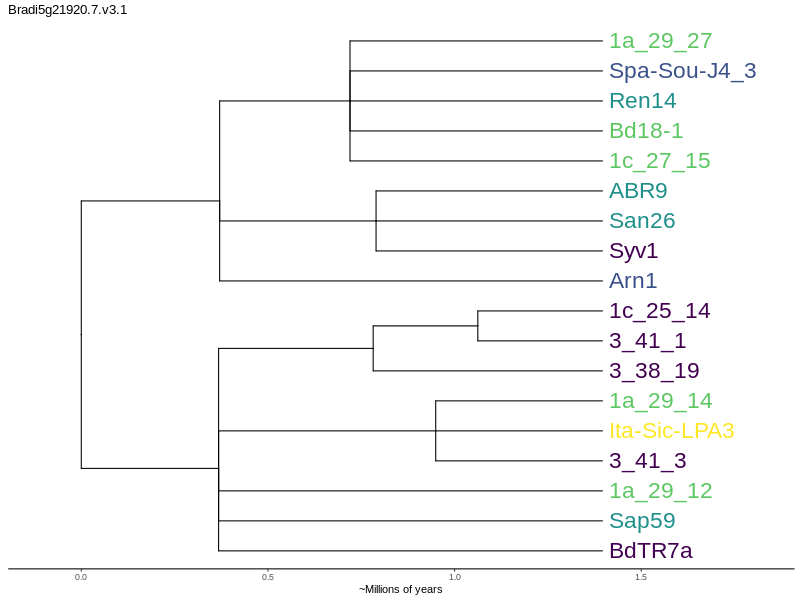 Bradi5g21920.7.v3.1
1a_29_27
Spa-Sou-J4_3
Ren14
Bd18-1
1c_27_15
ABR9
San26
Syv1
Arn1
1c_25_14
3_41_1
3_38_19
1a_29_14
Ita-Sic-LPA3
3_41_3
1a_29_12
Sap59
BdTR7a
0.0 0.5 1.0 1.5
~Millions of years